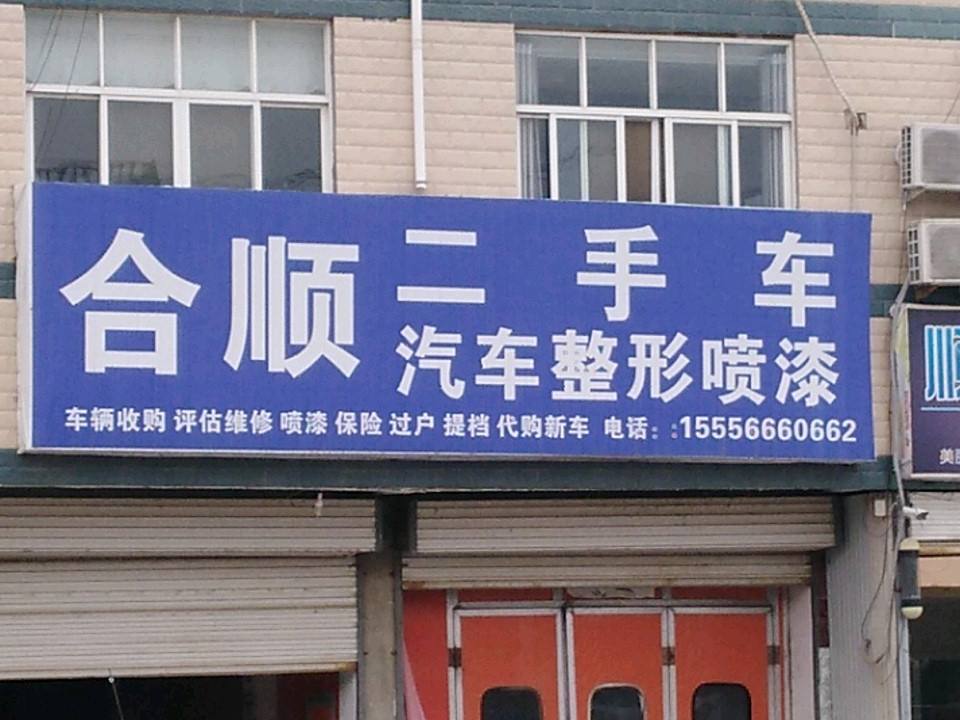 合顺
二手车
汽车整形喷漆
车辆收购 评估维修 喷漆 保险 过户 提档 代购新车 电话：:15556660662